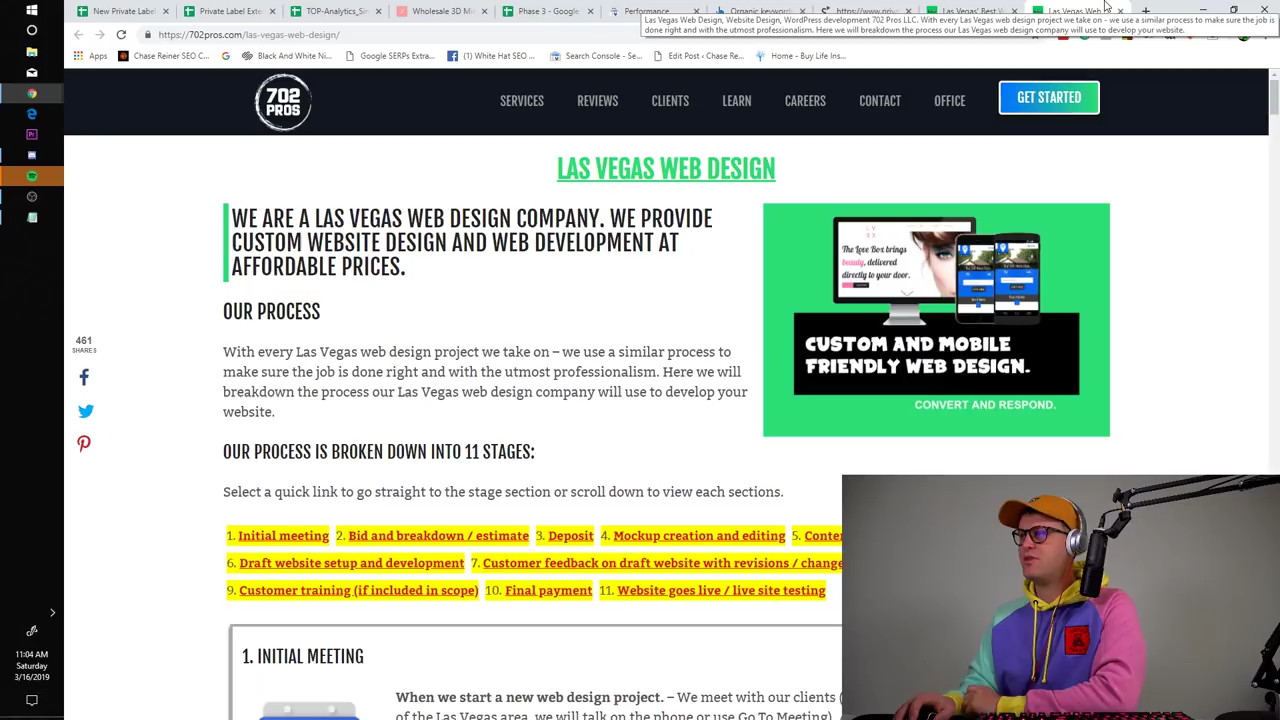 New Private Label
Private Label Exter
TOP-Analytics_Sim
Wholesale 3D Mi
Phase 3 - Google
Performance
Organic keywords
https://www.priv
Las Vegas' Best V
Las Vegas Web
Las Vegas Web Design, Website Design, WordPress development 702 Pros LLC. With every Las Vegas web design project we take on - we use a similar process to make sure the job is
done right and with the utmost professionalism. Here we will breakdown the process our Las Vegas web design company will use to develop your website.
https://702pros.com/las-vegas-web-design/
Apps
Chase Reiner SEO C...
Black And White Ni...
Google SERPs Extra...
(1) White Hat SEO ...
Search Console - Se...
Edit Post ‹ Chase Re...
Home - Buy Life Ins...
702
PROS
SERVICES REVIEWS CLIENTS LEARN CAREERS CONTACT OFFICE GET STARTED
LAS VEGAS WEB DESIGN
WE ARE A LAS VEGAS WEB DESIGN COMPANY. WE PROVIDE
CUSTOM WEBSITE DESIGN AND WEB DEVELOPMENT AT
AFFORDABLE PRICES.
The Love Box brings
beauty, delivered
directly to your door.
CUSTOM AND MOBILE
FRIENDLY WEB DESIGN.
CONVERT AND RESPOND.
OUR PROCESS
With every Las Vegas web design project we take on – we use a similar process to
make sure the job is done right and with the utmost professionalism. Here we will
breakdown the process our Las Vegas web design company will use to develop your
website.
461
SHARES
OUR PROCESS IS BROKEN DOWN INTO 11 STAGES:
Select a quick link to go straight to the stage section or scroll down to view each sections.
1. Initial meeting 2. Bid and breakdown / estimate 3. Deposit 4. Mockup creation and editing 5. Conte
6. Draft website setup and development 7. Customer feedback on draft website with revisions / change
9. Customer training (if included in scope) 10. Final payment 11. Website goes live / live site testing
1. INITIAL MEETING
When we start a new web design project. – We meet with our clients (
of the Las Vegas area, we will talk on the phone or use Go To Meeting).
11:04 AM
Saturday
3/16/2019